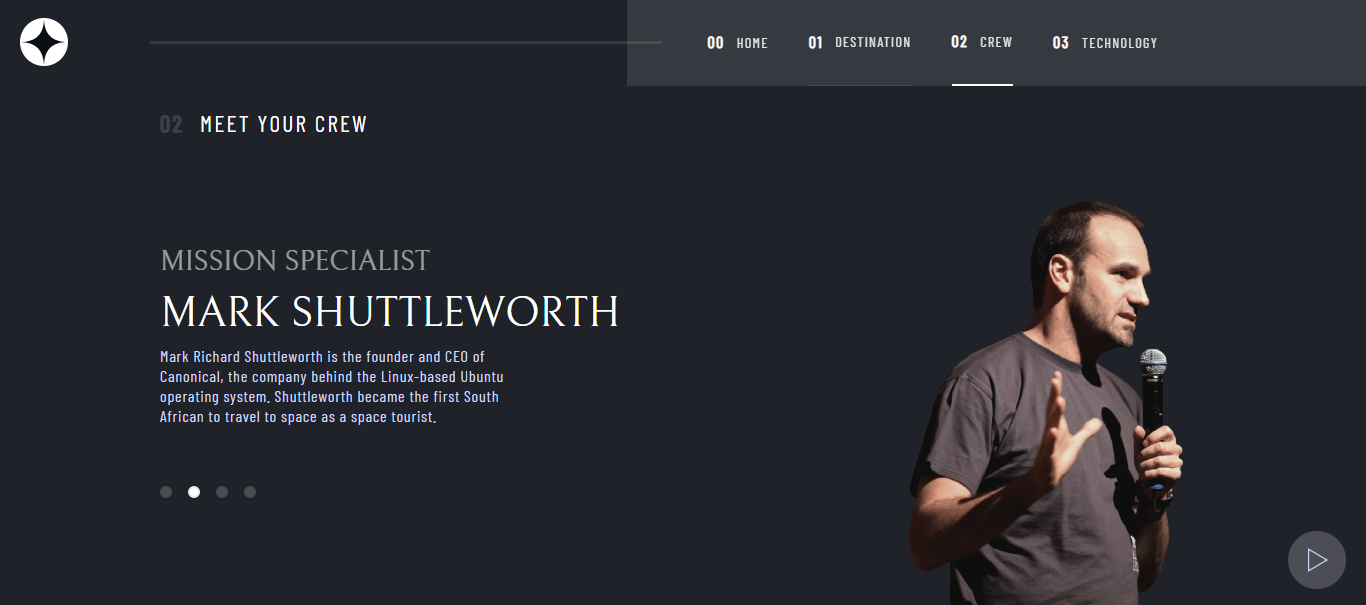 00 HOME 01 DESTINATION 02 CREW 03 TECHNOLOGY
02 MEET YOUR CREW
MISSION SPECIALIST
MARK SHUTTLEWORTH
Mark Richard Shuttleworth is the founder and CEO of
Canonical, the company behind the Linux-based Ubuntu
operating system. Shuttleworth became the first South
African to travel to space as a space tourist.